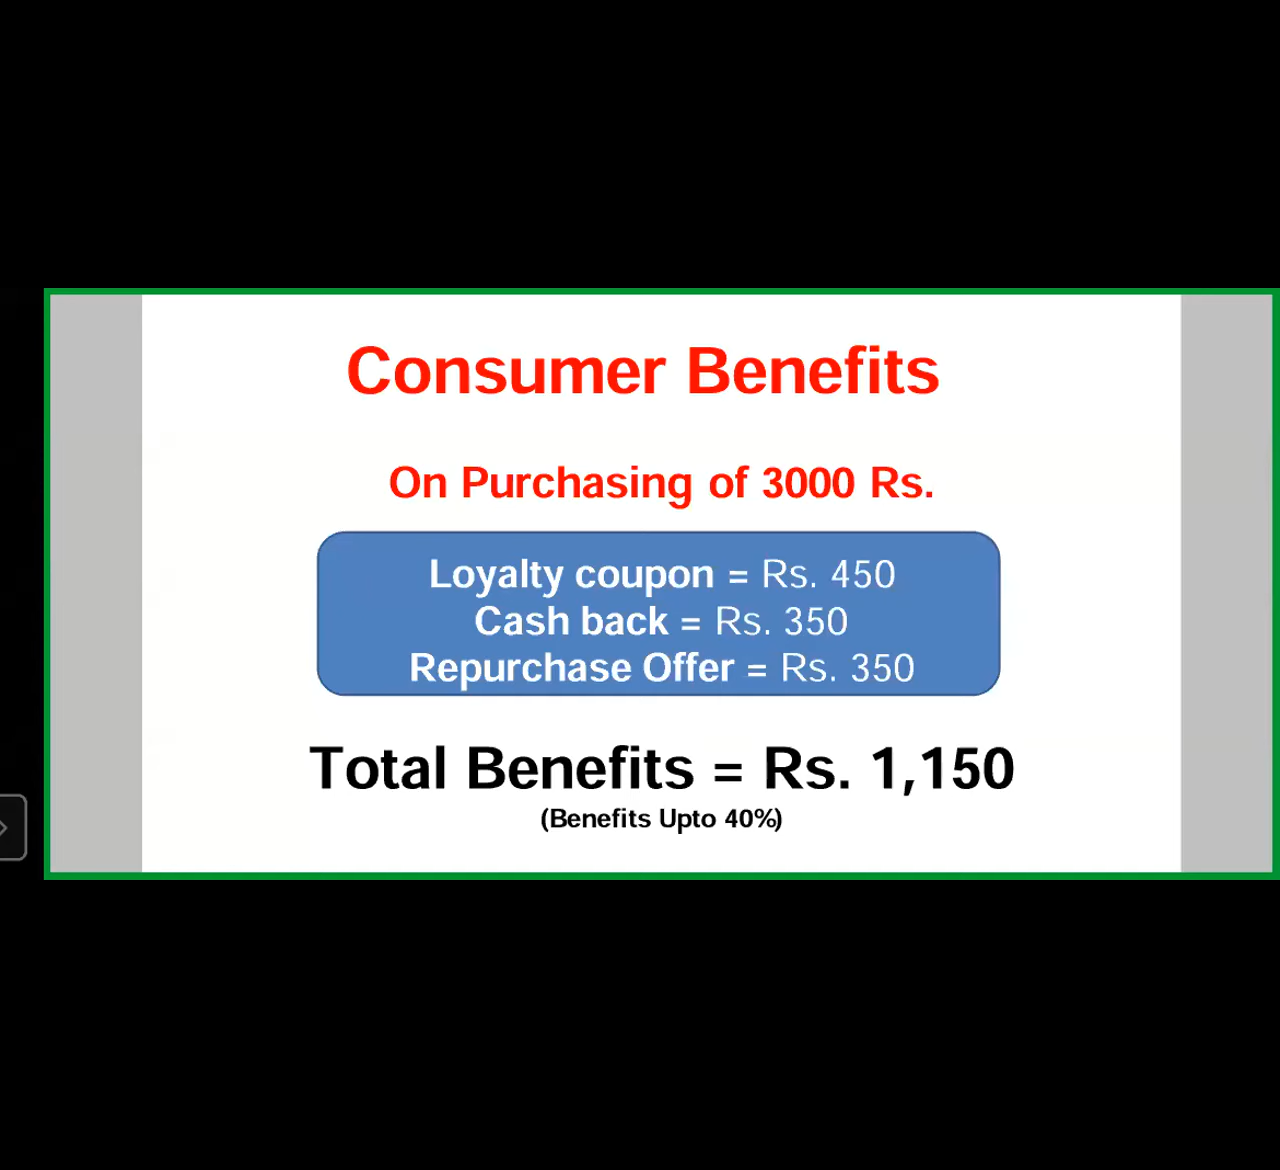 Consumer Benefits
On Purchasing of 3000 Rs.
Loyalty coupon = Rs. 450
Cash back = Rs. 350
Repurchase Offer = Rs. 350
Total Benefits = Rs. 1,150
(Benefits Upto 40%)